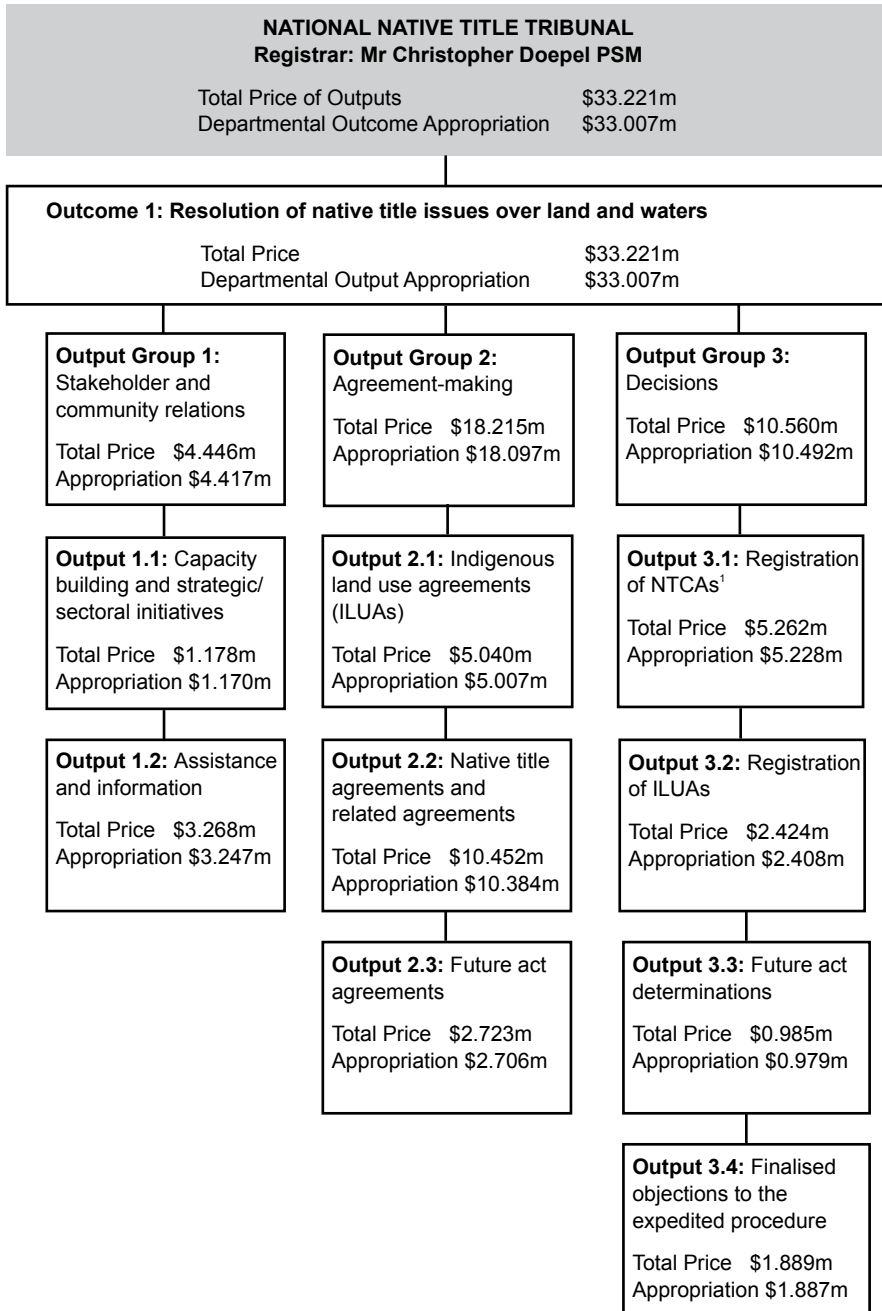 NATIONAL NATIVE TITLE TRIBUNAL
Registrar: Mr Christopher Doepel PSM
Total Price of Outputs $33.221m
Departmental Outcome Appropriation $33.007m
Outcome 1: Resolution of native title issues over land and waters
Total Price $33.221m
Departmental Output Appropriation $33.007m
Output Group 1:
Stakeholder and
community relations
Total Price $4.446m
Appropriation $4.417m
Output 1.1: Capacity
building and strategic/
sectoral initiatives
Total Price $1.178m
Appropriation $1.170m
Output 1.2: Assistance
and information
Total Price $3.268m
Appropriation $3.247m
Output Group 2:
Agreement-making
Total Price $18.215m
Appropriation $18.097m
Output 2.1: Indigenous
land use agreements
(ILUAs)
Total Price $5.040m
Appropriation $5.007m
Output 2.2: Native title
agreements and
related agreements
Total Price $10.452m
Appropriation $10.384m
Output 2.3: Future act
agreements
Total Price $2.723m
Appropriation $2.706m
Output Group 3:
Decisions
Total Price $10.560m
Appropriation $10.492m
Output 3.1: Registration
of NTCAs¹
Total Price $5.262m
Appropriation $5.228m
Output 3.2: Registration
of ILUAs
Total Price $2.424m
Appropriation $2.408m
Output 3.3: Future act
determinations
Total Price $0.985m
Appropriation $0.979m
Output 3.4: Finalised
objections to the
expedited procedure
Total Price $1.889m
Appropriation $1.887m